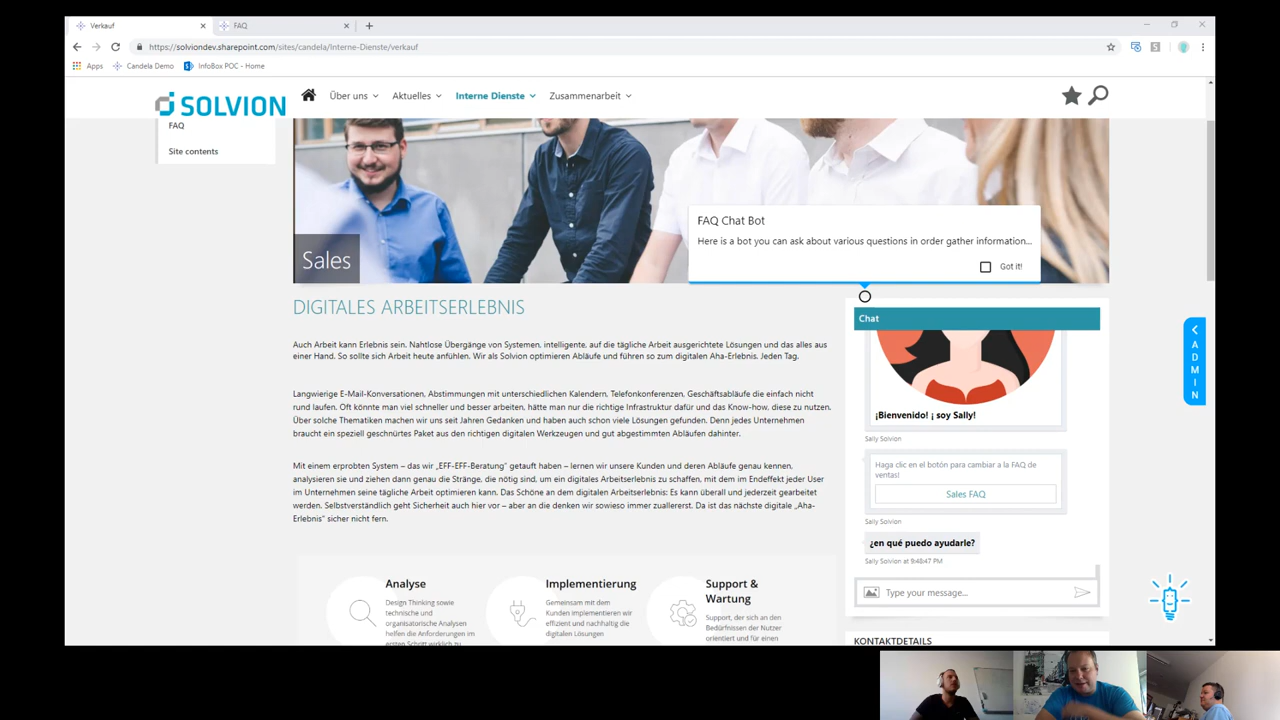 Verkauf
FAQ
https://solviondev.sharepoint.com/sites/candela/Interne-Dienste/verkauf
Apps
Candela Demo
InfoBox POC - Home
SOLVION
Über uns
Aktuelles
Interne Dienste
Zusammenarbeit
FAQ
Site contents
Sales
FAQ Chat Bot
Here is a bot you can ask about various questions in order gather information...
Got it!
DIGITALES ARBEITSERLEBNIS
Auch Arbeit kann Erlebnis sein. Nahtlose Übergänge von Systemen, intelligente, auf die tägliche Arbeit ausgerichtete Lösungen und das alles aus
einer Hand. So sollte sich Arbeit heute anfühlen. Wir als Solvion optimieren Abläufe und führen so zum digitalen Aha-Erlebnis. Jeden Tag.
Langwierige E-Mail-Konversationen, Abstimmungen mit unterschiedlichen Kalendern, Telefonkonferenzen, Geschäftsabläufe die einfach nicht
rund laufen. Oft könnte man viel schneller und besser arbeiten, hätte man nur die richtige Infrastruktur dafür und das Know-how, diese zu nutzen.
Über solche Thematiken machen wir uns seit Jahren Gedanken und haben auch schon viele Lösungen gefunden. Denn jedes Unternehmen
braucht ein speziell geschnürtes Paket aus den richtigen digitalen Werkzeugen und gut abgestimmten Abläufen dahinter.
Mit einem erprobten System – das wir „EFF-EFF-Beratung" getauft haben – lernen wir unsere Kunden und deren Abläufe genau kennen,
analysieren sie und ziehen dann genau die Stränge, die nötig sind, um ein digitales Arbeitserlebnis zu schaffen, mit dem im Endeffekt jeder User
im Unternehmen seine tägliche Arbeit optimieren kann. Das Schöne an dem digitalen Arbeitserlebnis: Es kann überall und jederzeit gearbeitet
werden. Selbstverständlich geht Sicherheit auch hier vor – aber an die denken wir sowieso immer zuallererst. Da ist das nächste digitale „Aha-
Erlebnis" sicher nicht fern.
Analyse
Design Thinking sowie
technische und
organisatorische Analysen
helfen die Anforderungen im
ersten Schritt wirklich zu
Implementierung
Gemeinsam mit dem
Kunden implementieren wir
effizient und nachhaltig die
digitalen Lösungen
Support &
Wartung
Support, der sich an den
Bedürfnissen der Nutzer
orientiert und für einen
Chat
¡Bienvenido! ¡ soy Sally!
Sally Solvion
Haga clic en el botón para cambiar a la FAQ de
ventas!
Sales FAQ
Sally Solvion
¿en qué puedo ayudarle?
Sally Solvion at 9:48:47 PM
Type your message...
KONTAKTDETAILS
ADMIN